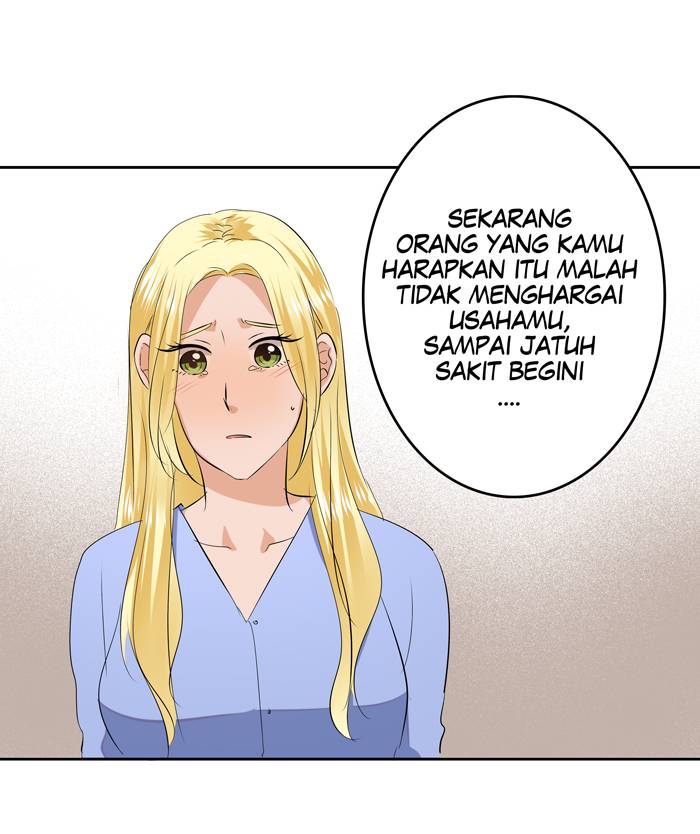 SEKARANG
ORANG YANG KAMU
HARAPKAN ITU MALAH
TIDAK MENGHARGAI
USAHAMU,
SAMPAI JATUH
SAKIT BEGINI
....